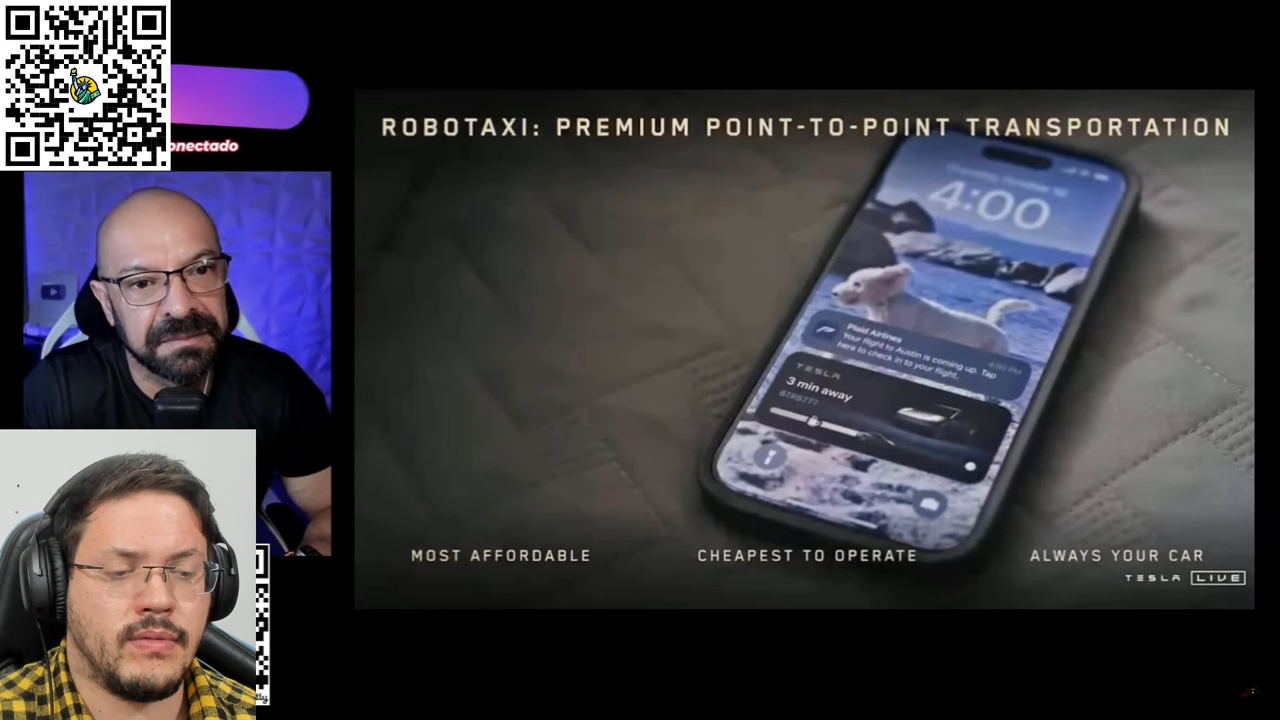 onectado
ROBOTAXI: PREMIUM POINT-TO-POINT TRANSPORTATION
4:00
Plaid Airlines
Your flight to Austin is coming up. Tap
here to check in to your flight.
TESLA
3 min away
MOST AFFORDABLE
CHEAPEST TO OPERATE
ALWAYS YOUR CAR
TESLA LIVE